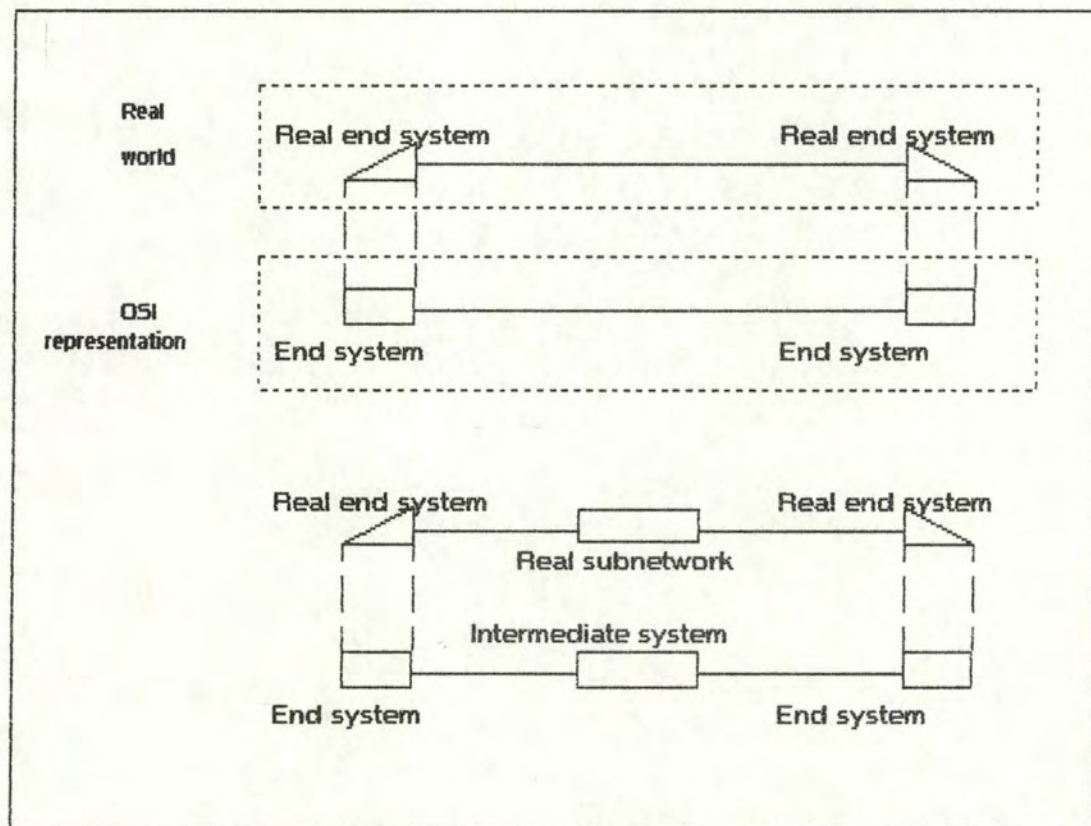 Real
world
Real end system Real end system
OSI
representation
End system End system
Real end system Real end system
Real subnetwork
Intermediate system
End system End system